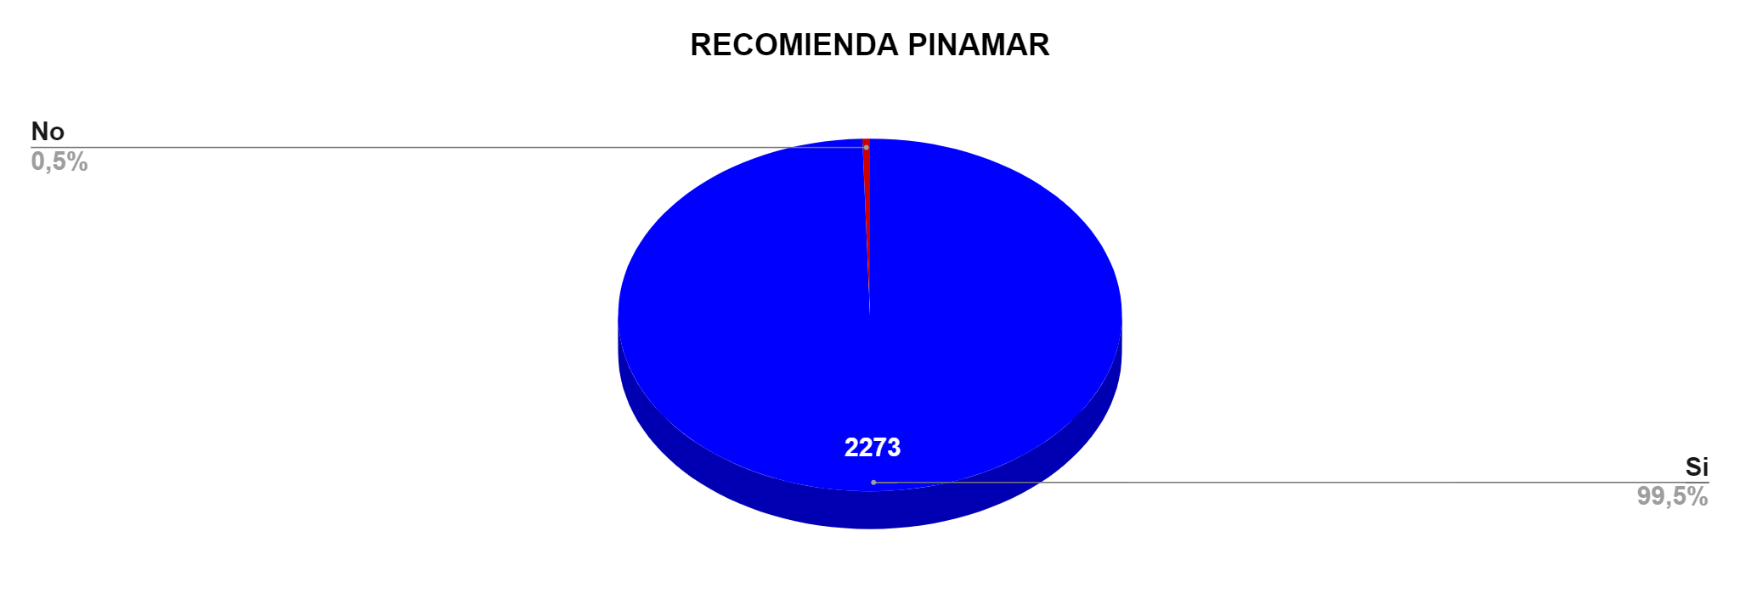 RECOMIENDA PINAMAR
No
0,5%
2273
Si
99,5%